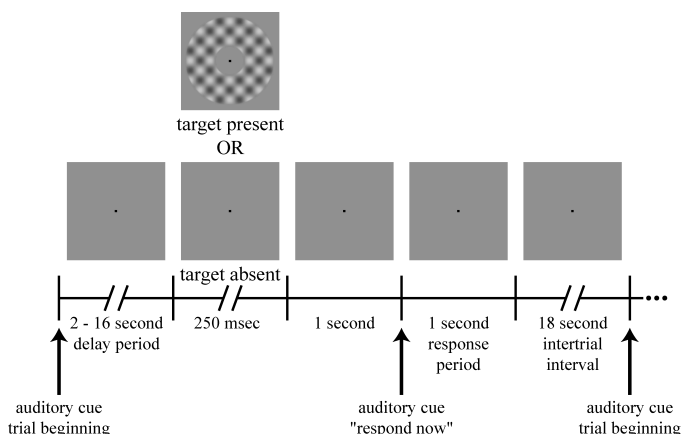 target present
OR
target absent
2 - 16 second
delay period
250 msec
1 second
1 second
response
period
18 second
intertrial
interval
auditory cue
trial beginning
auditory cue
"respond now"
auditory cue
trial beginning